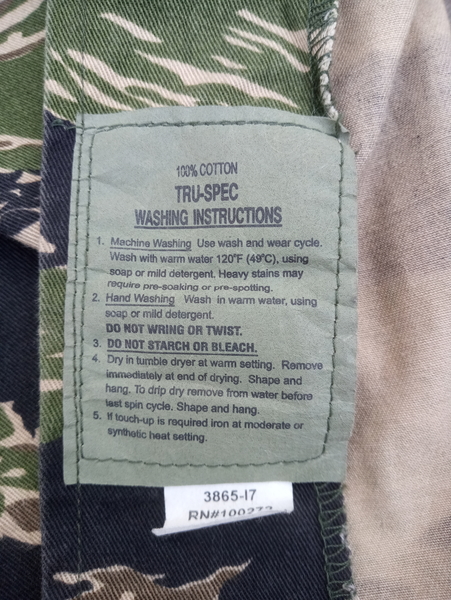 100% COTTON
TRU-SPEC
WASHING INSTRUCTIONS
1. Machine Washing Use wash and wear cycle.
Wash with warm water 120°F (49°C), using
soap or mild detergent. Heavy stains may
require pre-soaking or pre-spotting.
2. Hand Washing Wash in warm water, using
soap or mild detergent.
DO NOT WRING OR TWIST.
3. DO NOT STARCH OR BLEACH.
4. Dry in tumble dryer at warm setting. Remove
immediately at end of drying. Shape and
hang. To drip dry remove from water before
last spin cycle. Shape and hang.
5. If touch-up is required iron at moderate or
synthetic heat setting.
3865-I7